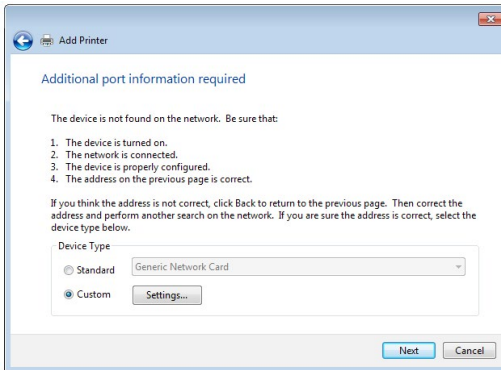 Add Printer
Additional port information required
The device is not found on the network.  Be sure that:
1.  The device is turned on.
2.  The network is connected.
3.  The device is properly configured.
4.  The address on the previous page is correct.
If you think the address is not correct, click Back to return to the previous page.  Then correct the
address and perform another search on the network.  If you are sure the address is correct, select the
device type below.
Device Type
Standard
Generic Network Card
Custom
Settings...
Next
Cancel